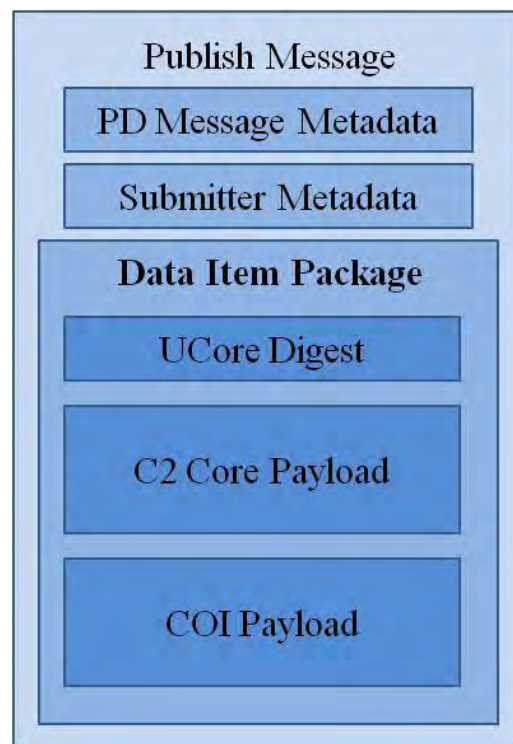 Publish Message
PD Message Metadata
Submitter Metadata
Data Item Package
UCore Digest
C2 Core Payload
COI Payload